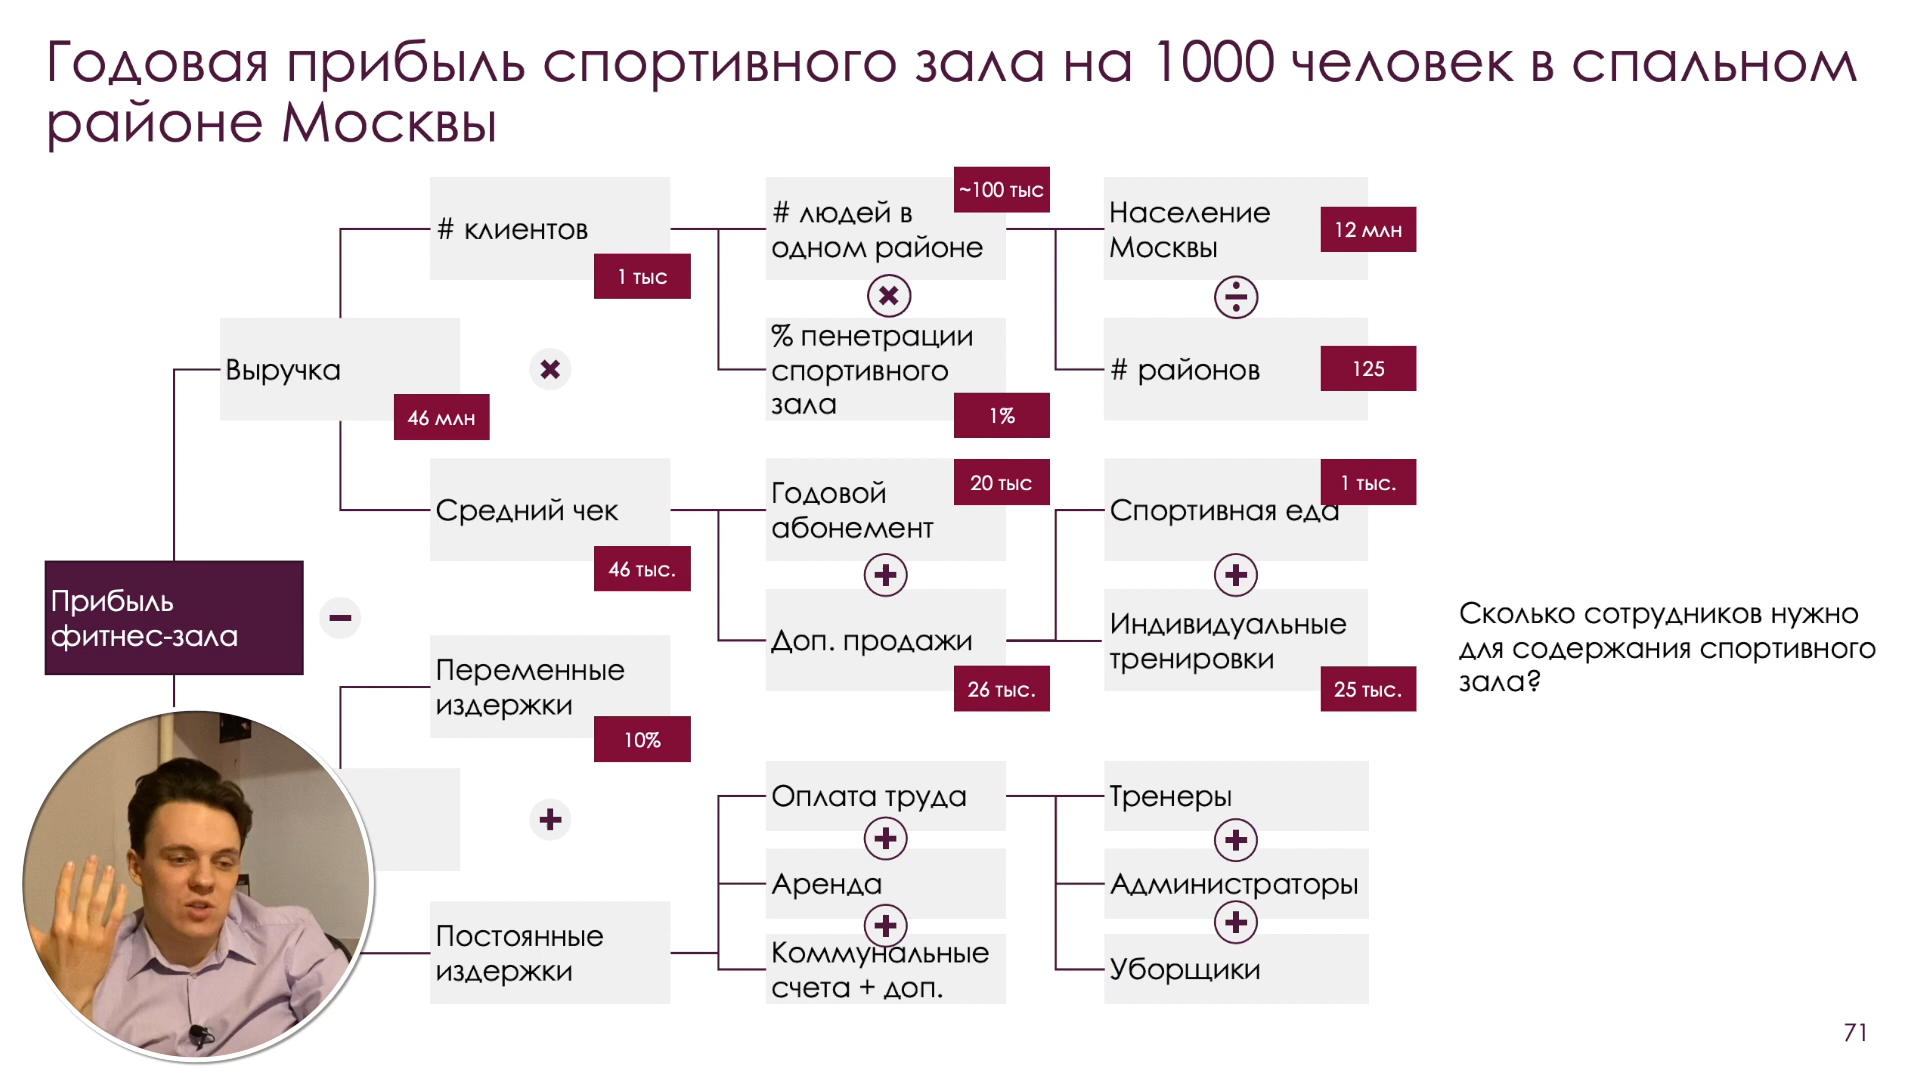 Годовая прибыль спортивного зала на 1000 человек в спальном
районе Москвы
# клиентов
1 тыс
# людей в
одном районе
~100 тыс
Население
Москвы
12 млн
Выручка
46 млн
% пенетрации
спортивного
зала
1%
# районов
125
Средний чек
46 тыс.
Годовой
абонемент
20 тыс
Спортивная еда
1 тыс.
Прибыль
фитнес-зала
Доп. продажи
26 тыс.
Индивидуальные
тренировки
25 тыс.
Сколько сотрудников нужно
для содержания спортивного
зала?
Переменные
издержки
10%
Оплата труда
Тренеры
Аренда
Администраторы
Постоянные
издержки
Коммунальные
счета + доп.
Уборщики
71